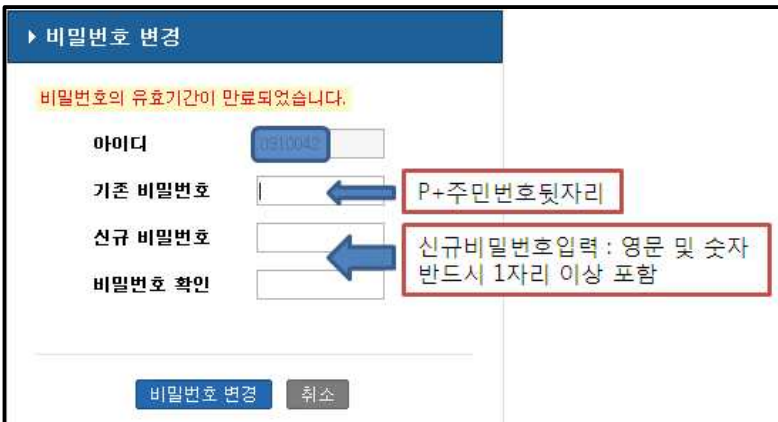 비밀번호 변경
비밀번호의 유효기간이 만료되었습니다.
아이디
기존 비밀번호
P+주민번호뒷자리
신규 비밀번호
신규비밀번호입력 : 영문 및 숫자
반드시 1자리 이상 포함
비밀번호 확인
비밀번호 변경 취소